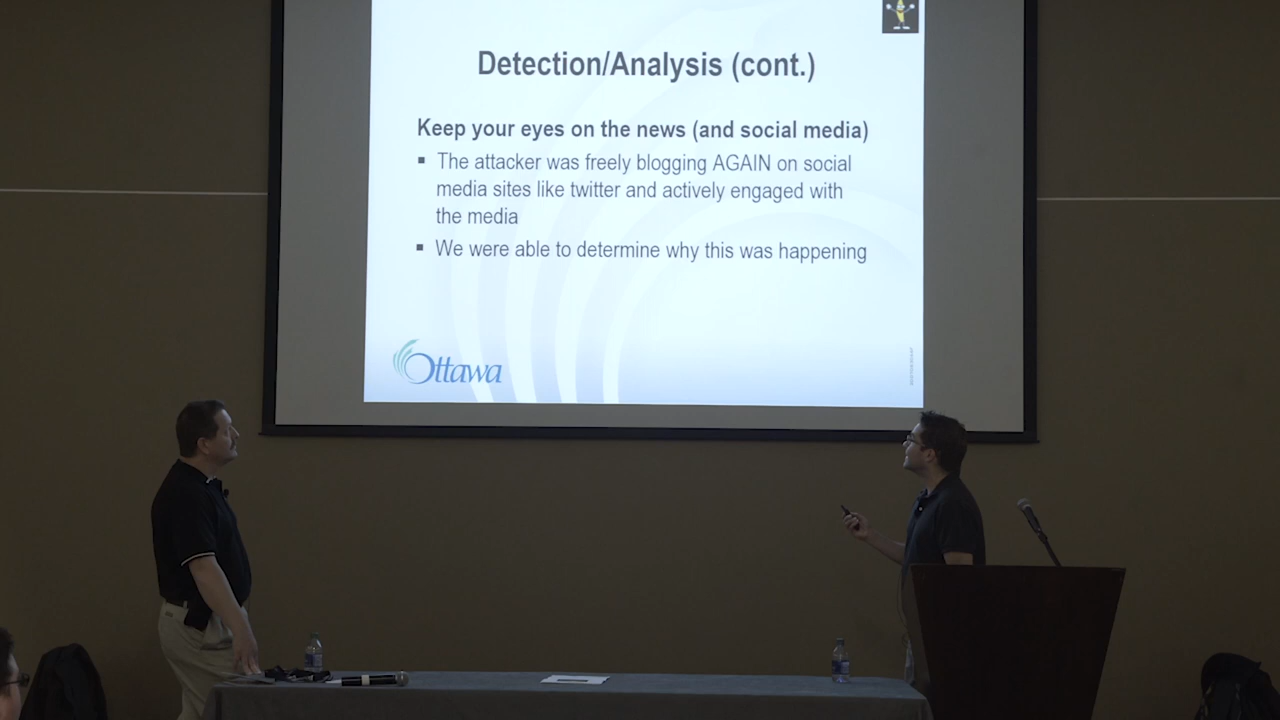 Detection/Analysis (cont.)
Keep your eyes on the news (and social media)
▪ The attacker was freely blogging AGAIN on social
media sites like twitter and actively engaged with
the media
▪ We were able to determine why this was happening
Ottawa